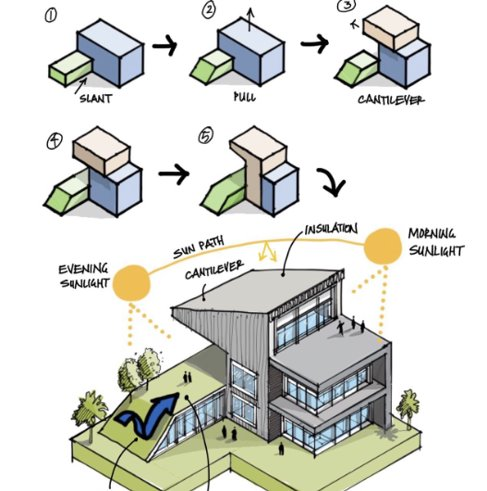 ①
②
③
SLANT
PULL
CANTILEVER
④
⑤
SUN PATH
INSULATION
MORNING
SUNLIGHT
EVENING
SUNLIGHT
CANTILEVER